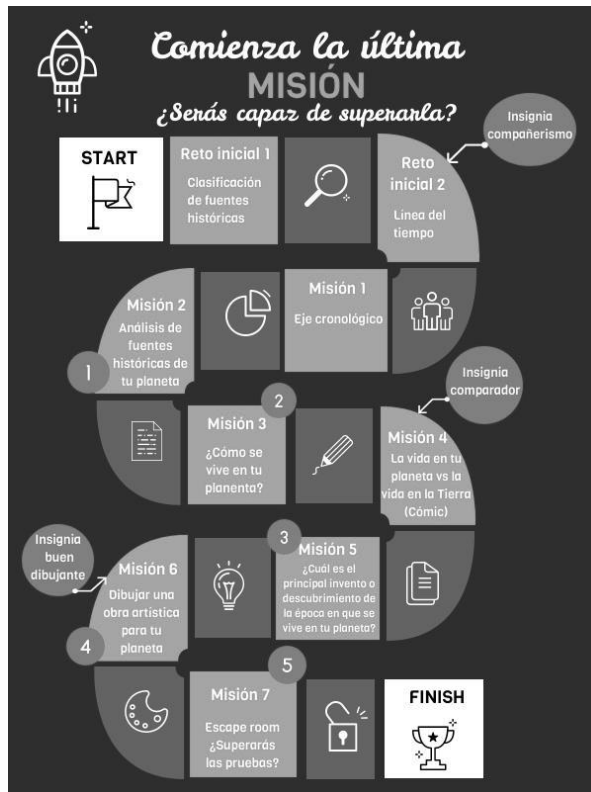 Comienza la última
MISIÓN
¿Serás capaz de superarla?
Insignia
compañerismo
START
Reto inicial 1
Clasificación
de fuentes
históricas
Reto
inicial 2
Linea del
tiempo
Misión 1
Eje cronológico
Misión 2
Análisis de
fuentes
históricas de
tu planeta
1
Insignia
comparador
2
Misión 3
¿Cómo se
vive en tu
planenta?
Misión 4
La vida en tu
planeta vs la
vida en la Tierra
(Cómic)
Insignia
buen
dibujante
3
Misión 5
¿Cuál es el
principal invento o
descubrimiento de
la época en que se
vive en tu planeta?
Misión 6
Dibujar una
obra artística
para tu
planeta
4
5
Misión 7
Escape room
¿Superarás
las pruebas?
FINISH